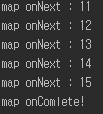 map onNext : 11
map onNext : 12
map onNext : 13
map onNext : 14
map onNext : 15
map onComlete!